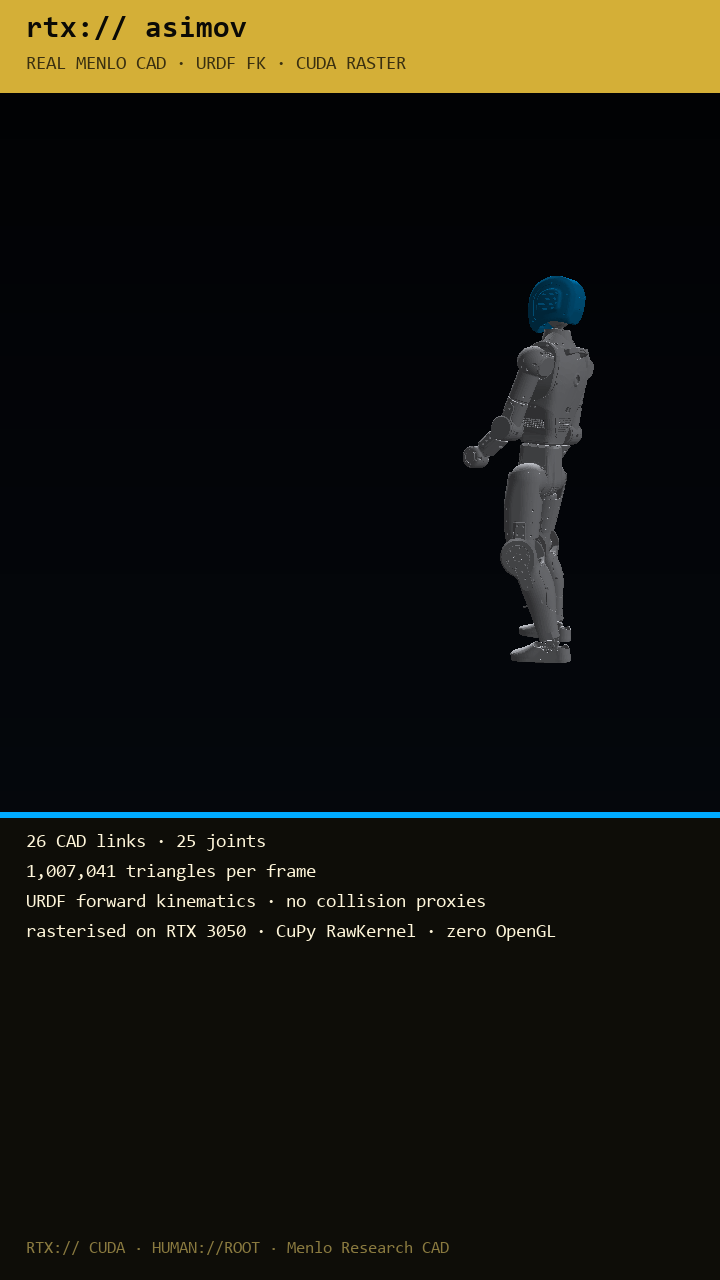 rtx:// asimov
REAL MENLO CAD · URDF FK · CUDA RASTER
26 CAD links · 25 joints
1,007,041 triangles per frame
URDF forward kinematics · no collision proxies
rasterised on RTX 3050 · CuPy RawKernel · zero OpenGL
RTX:// CUDA · HUMAN://ROOT · Menlo Research CAD